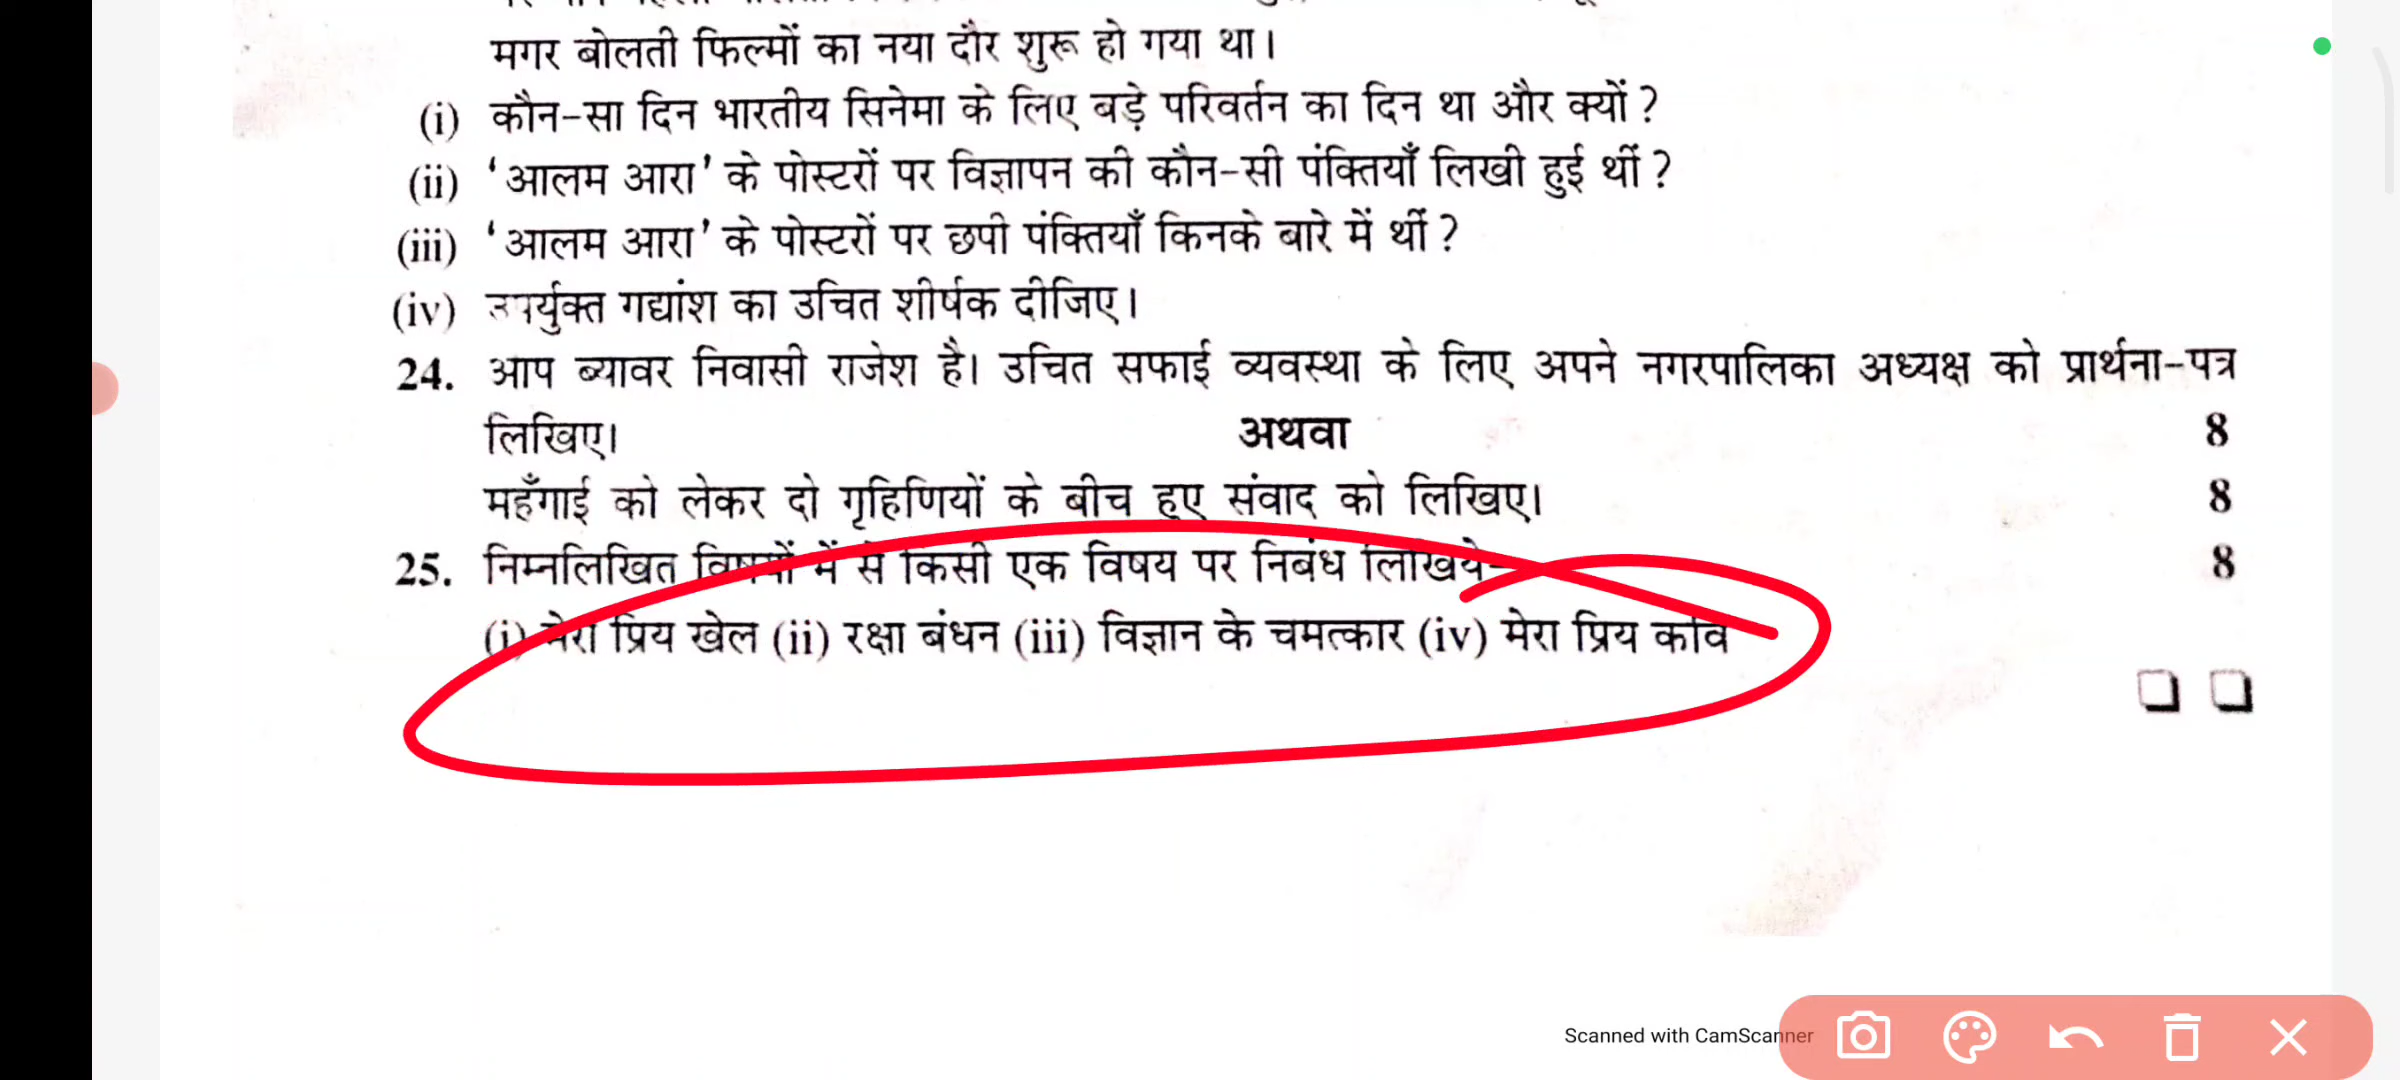 मगर बोलती फिल्मों का नया दौर शुरू हो गया था।
(i) कौन-सा दिन भारतीय सिनेमा के लिए बड़े परिवर्तन का दिन था और क्यों ?
(ii) 'आलम आरा' के पोस्टरों पर विज्ञापन की कौन-सी पंक्तियाँ लिखी हुई थीं ?
(iii) 'आलम आरा' के पोस्टरों पर छपी पंक्तियाँ किनके बारे में थीं ?
(iv) उपर्युक्त गद्यांश का उचित शीर्षक दीजिए।
24. आप ब्यावर निवासी राजेश है। उचित सफाई व्यवस्था के लिए अपने नगरपालिका अध्यक्ष को प्रार्थना-पत्र
लिखिए। अथवा 8
महँगाई को लेकर दो गृहिणियों के बीच हुए संवाद को लिखिए। 8
25. निम्नलिखित विषयों में से किसी एक विषय पर निबंध लिखिये- 8
(i) मेरा प्रिय खेल (ii) रक्षा बंधन (iii) विज्ञान के चमत्कार (iv) मेरा प्रिय कवि
Scanned with CamScanner